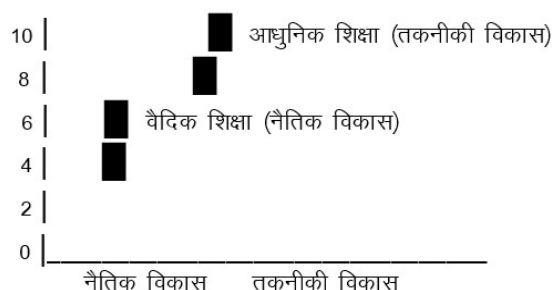 10 आधुनिक शिक्षा (तकनीकी विकास)
8
6 वैदिक शिक्षा (नैतिक विकास)
4
2
0
नैतिक विकास तकनीकी विकास